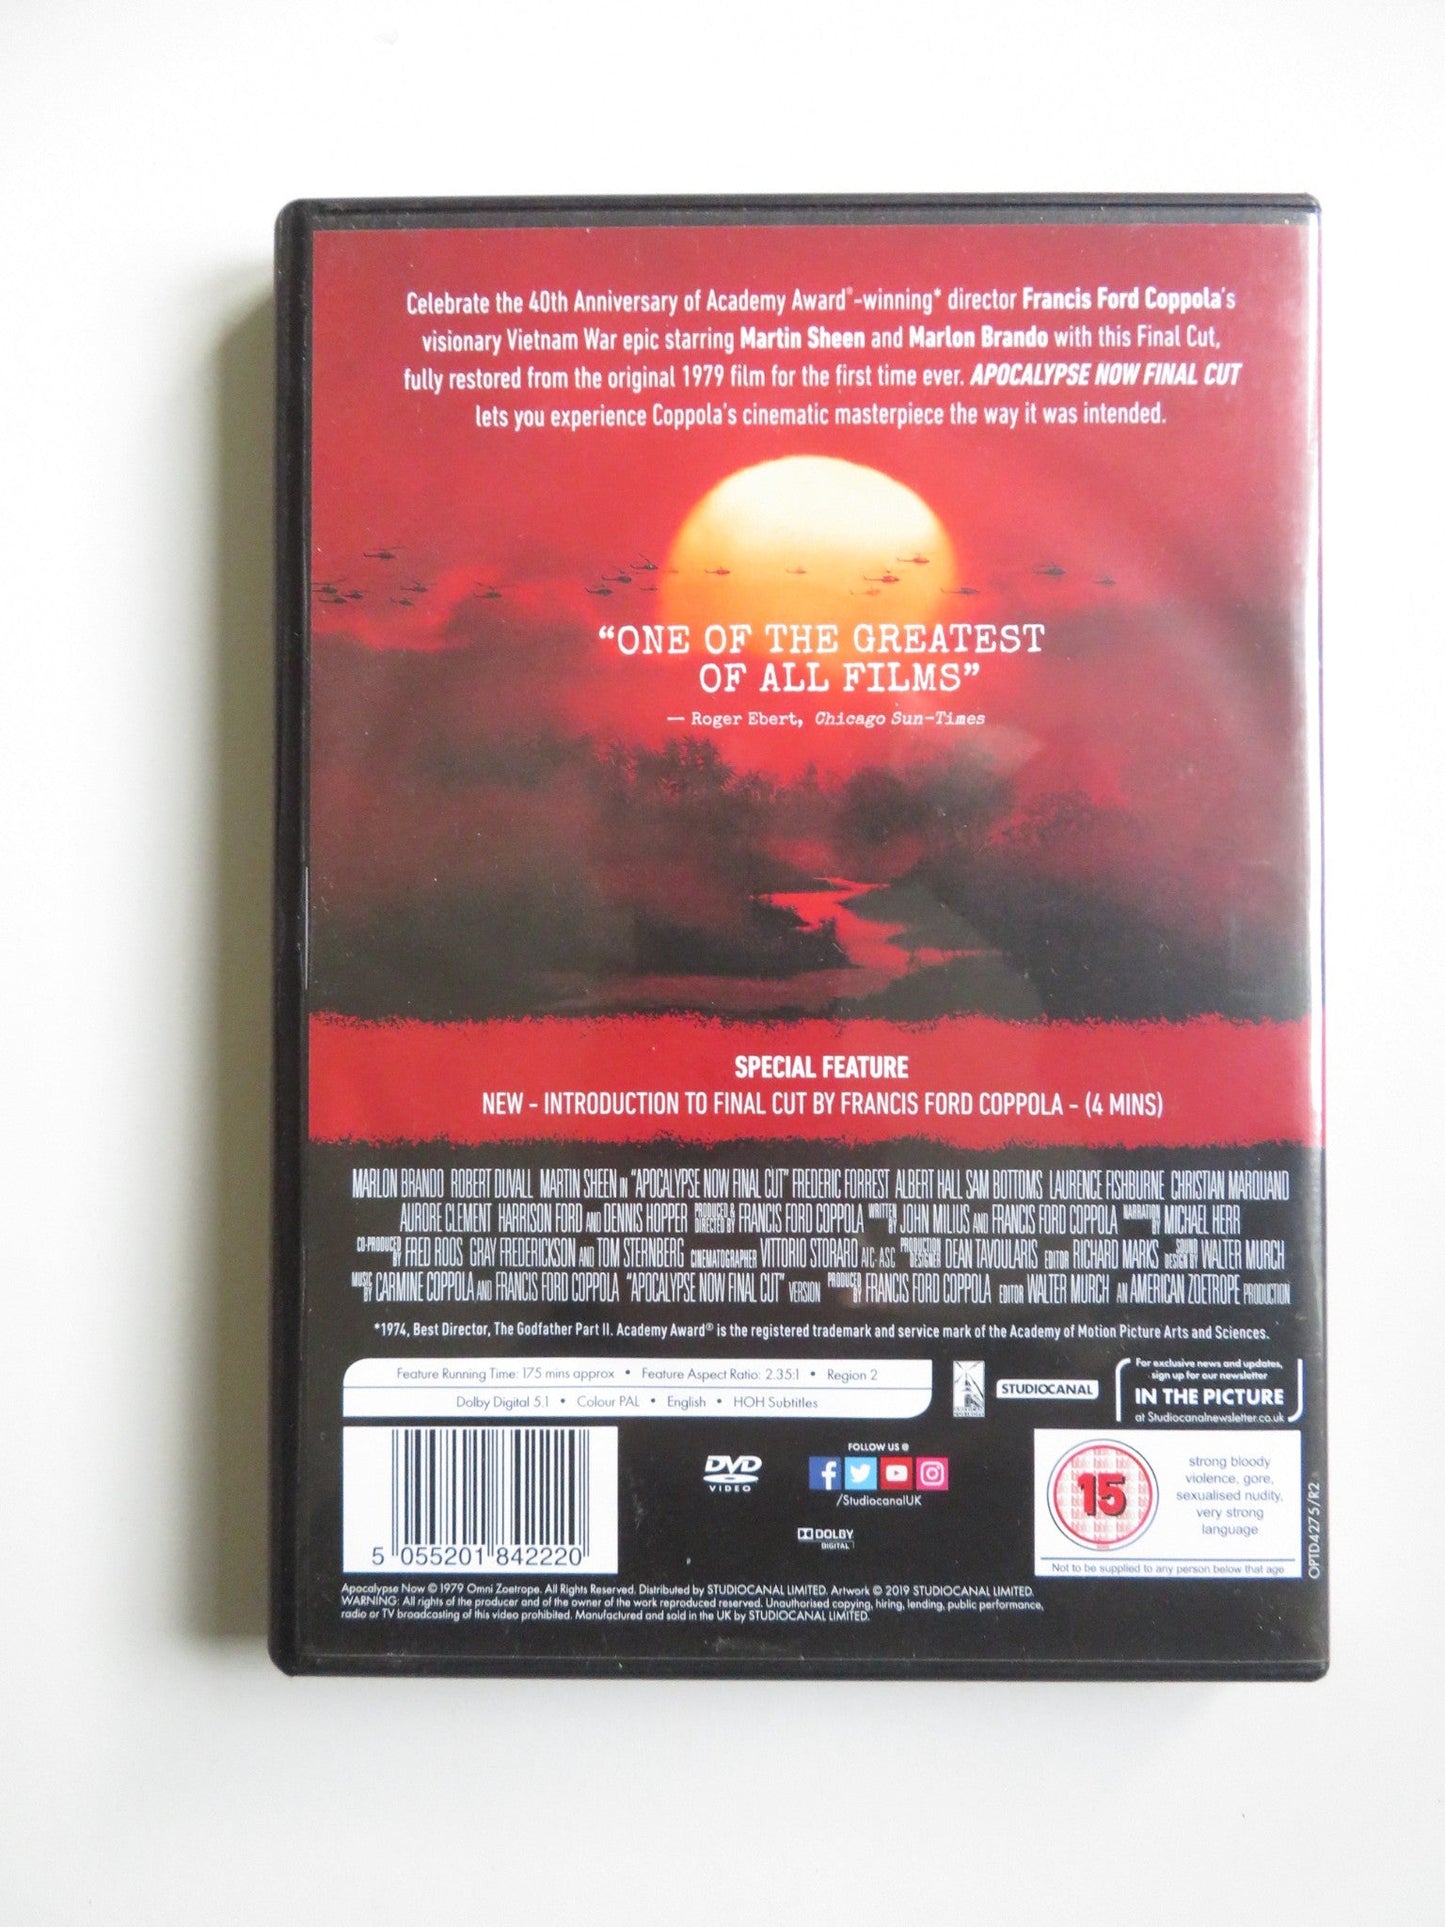 Celebrate the 40th Anniversary of Academy Award®-winning* director Francis Ford Coppola's
visionary Vietnam War epic starring Martin Sheen and Marlon Brando with this Final Cut,
fully restored from the original 1979 film for the first time ever. APOCALYPSE NOW FINAL CUT
lets you experience Coppola's cinematic masterpiece the way it was intended.
“ONE OF THE GREATEST
OF ALL FILMS”
— Roger Ebert, Chicago Sun-Times
SPECIAL FEATURE
NEW - INTRODUCTION TO FINAL CUT BY FRANCIS FORD COPPOLA - (4 MINS)
MARLON BRANDO ROBERT DUVALL MARTIN SHEEN IN "APOCALYPSE NOW FINAL CUT" FREDERIC FORREST ALBERT HALL SAM BOTTOMS LAURENCE FISHBURNE CHRISTIAN MARQUAND
AURORE CLEMENT HARRISON FORD AND DENNIS HOPPER PRODUCED & DIRECTED BY FRANCIS FORD COPPOLA WRITTEN BY JOHN MILIUS AND FRANCIS FORD COPPOLA NARRATION BY MICHAEL HERR
CO-PRODUCED BY FRED ROOS GRAY FREDERICKSON AND TOM STERNBERG CINEMATOGRAPHER VITTORIO STORARO AIC-ASC PRODUCTION DESIGNER DEAN TAVOULARIS EDITOR RICHARD MARKS SOUND DESIGN BY WALTER MURCH
MUSIC BY CARMINE COPPOLA AND FRANCIS FORD COPPOLA "APOCALYPSE NOW FINAL CUT" VERSION PRODUCED BY FRANCIS FORD COPPOLA EDITOR WALTER MURCH AN AMERICAN ZOETROPE PRODUCTION
*1974, Best Director, The Godfather Part II. Academy Award® is the registered trademark and service mark of the Academy of Motion Picture Arts and Sciences.
Feature Running Time: 175 mins approx • Feature Aspect Ratio: 2.35:1 • Region 2
Dolby Digital 5.1 • Colour PAL • English • HOH Subtitles
STUDIOCANAL
For exclusive news and updates,
sign up for our newsletter
IN THE PICTURE
at Studiocanalnewsletter.co.uk
5 055201 842220
DVD
VIDEO
FOLLOW US @
/StudiocanalUK
DOLBY
DIGITAL
15
strong bloody
violence, gore,
sexualised nudity,
very strong
language
Not to be supplied to any person below that age
OPTD4275/R2
Apocalypse Now © 1979 Omni Zoetrope. All Rights Reserved. Distributed by STUDIOCANAL LIMITED. Artwork © 2019 STUDIOCANAL LIMITED.
WARNING: All rights of the producer and of the owner of the work reproduced reserved. Unauthorised copying, hiring, lending, public performance,
radio or TV broadcasting of this video prohibited. Manufactured and sold in the UK by STUDIOCANAL LIMITED.